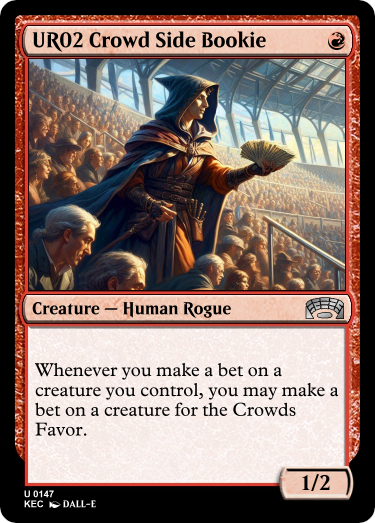 UR02 Crowd Side Bookie
Creature — Human Rogue
Whenever you make a bet on a
creature you control, you may make a
bet on a creature for the Crowds
Favor.
1/2
U 0147
KEC DALL-E